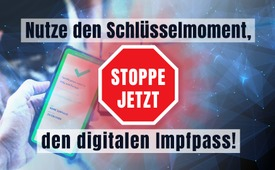 Nutze den Schlüsselmoment,
STOPPE
JETZT
den digitalen Impfpass!